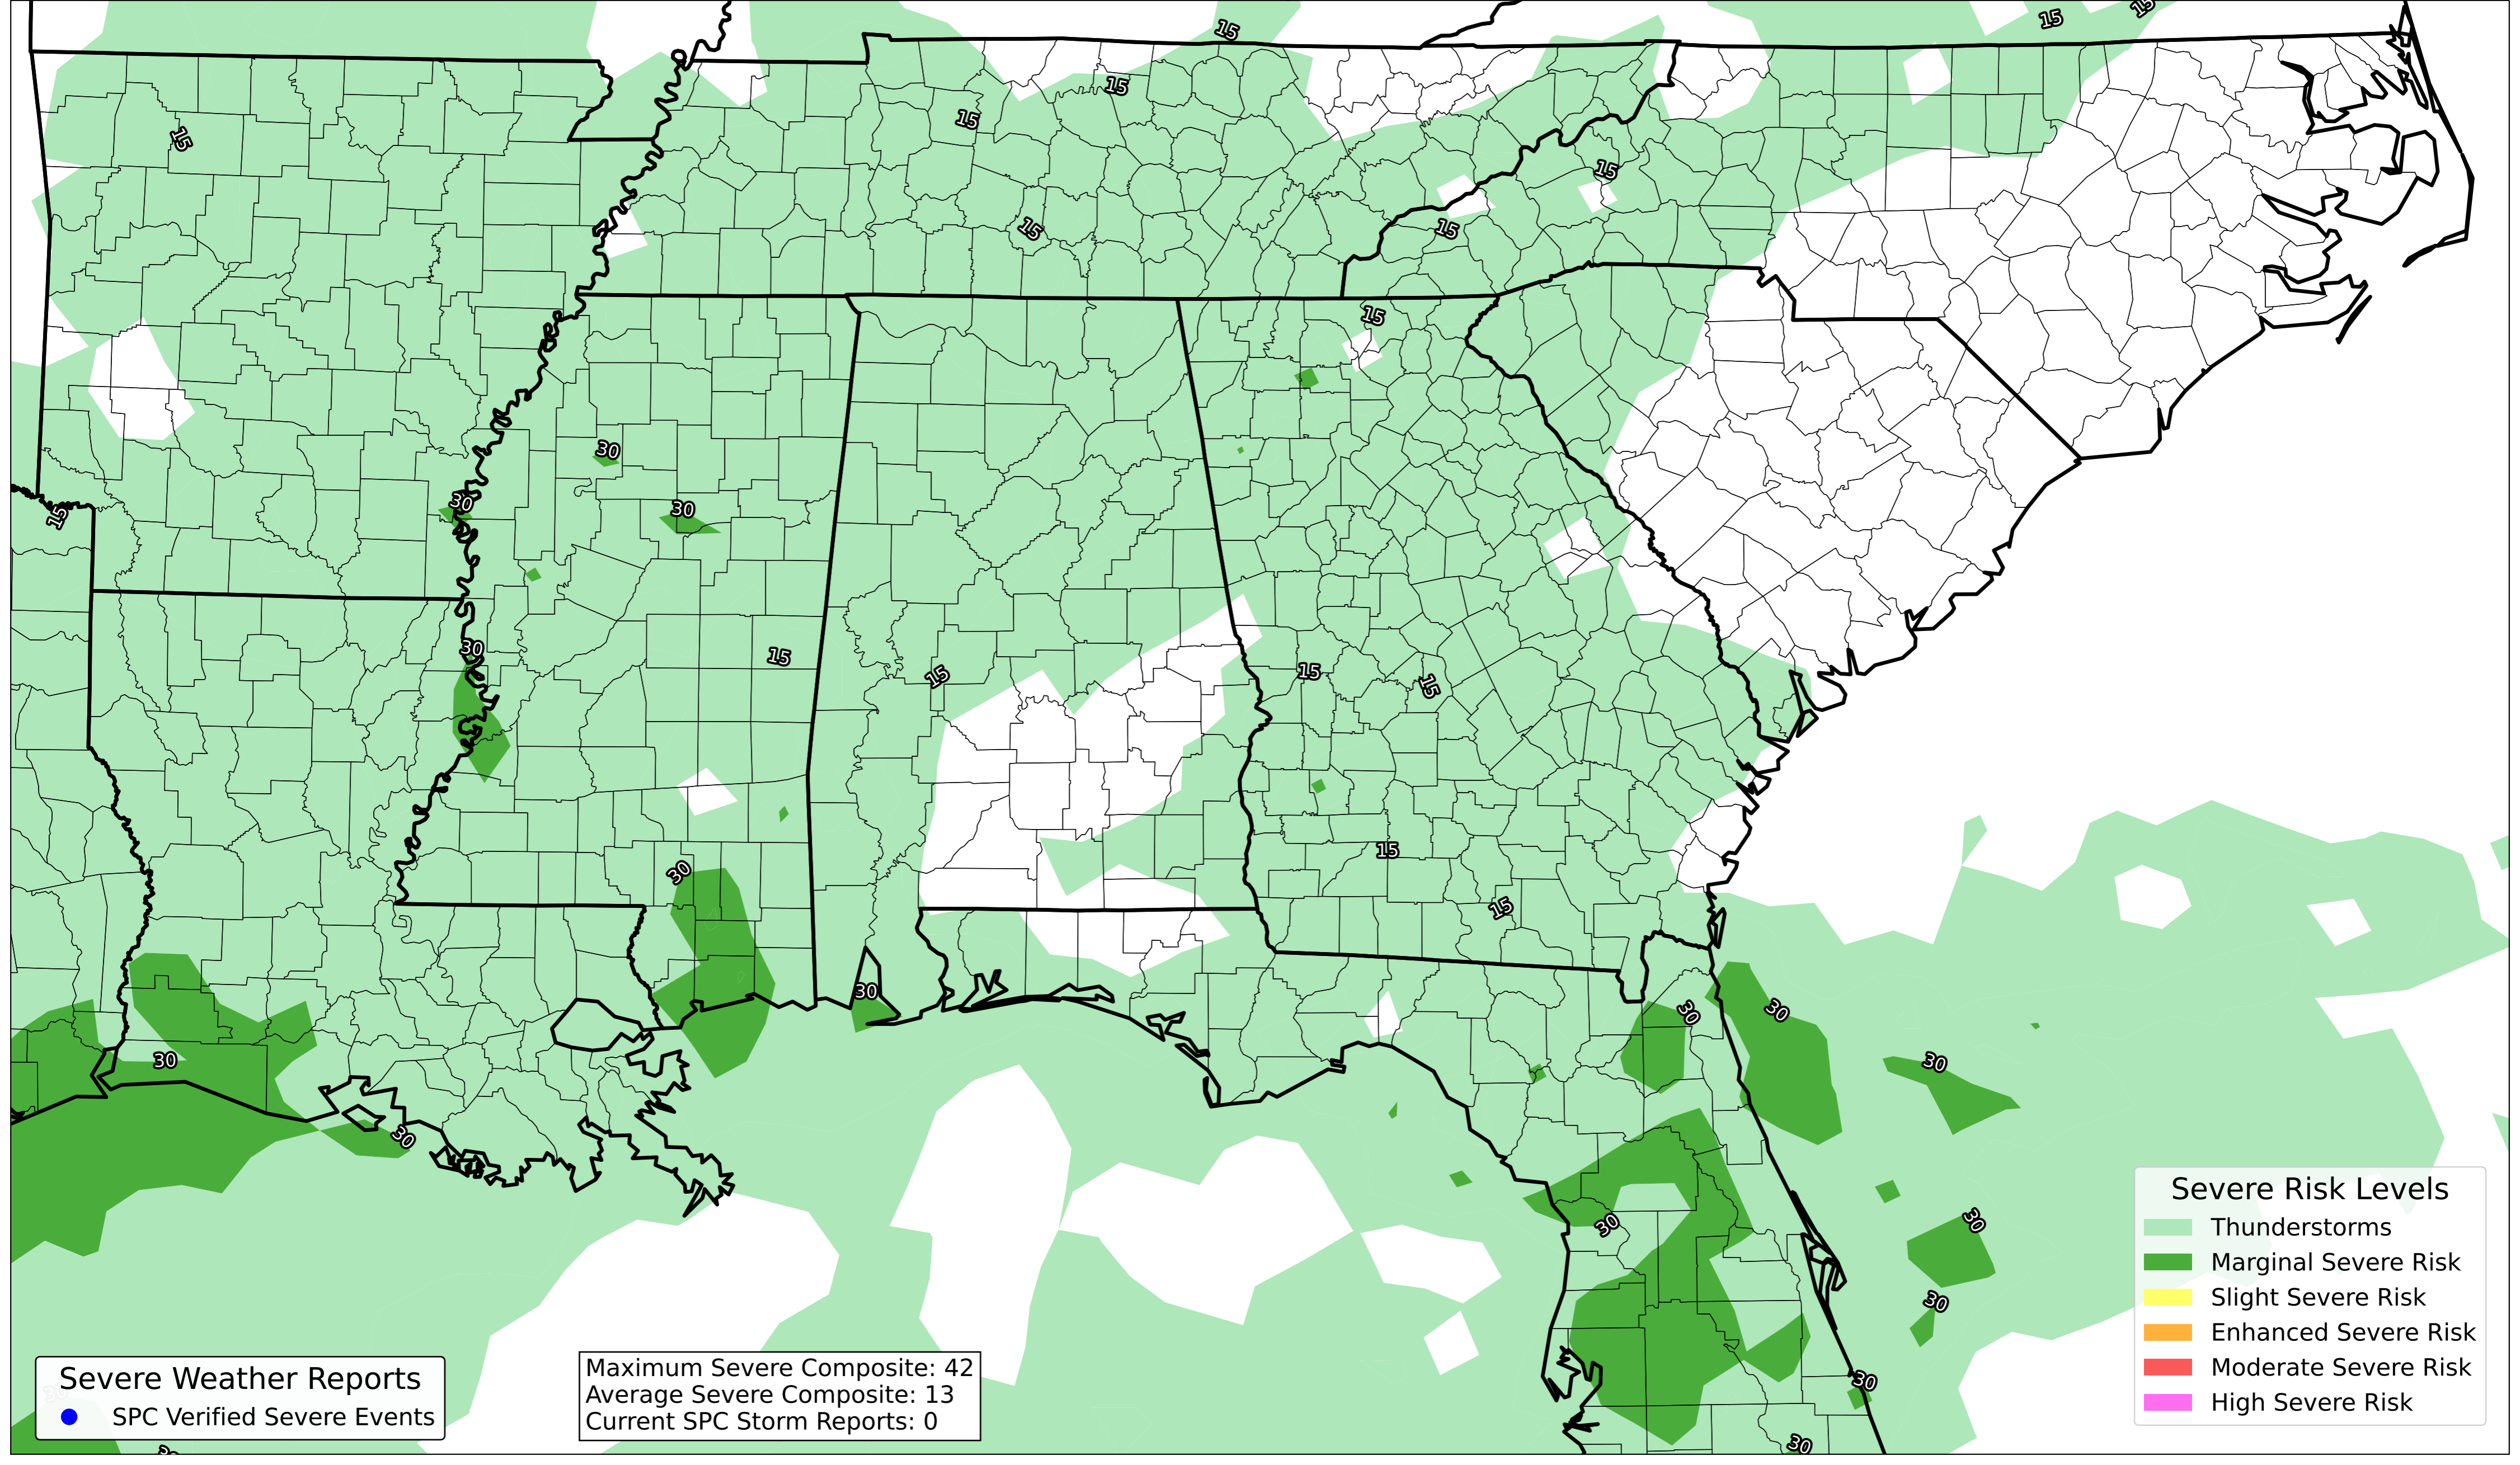 15
15
15
15
15
15
15
15
15
15
30
30
30
15
30
15
15
15
15
30
15
15
30
30
30
30
30
30
30
30
30
30
30
Severe Risk Levels
Thunderstorms
Marginal Severe Risk
Slight Severe Risk
Enhanced Severe Risk
Moderate Severe Risk
High Severe Risk
Severe Weather Reports
SPC Verified Severe Events
Maximum Severe Composite: 42
Average Severe Composite: 13
Current SPC Storm Reports: 0